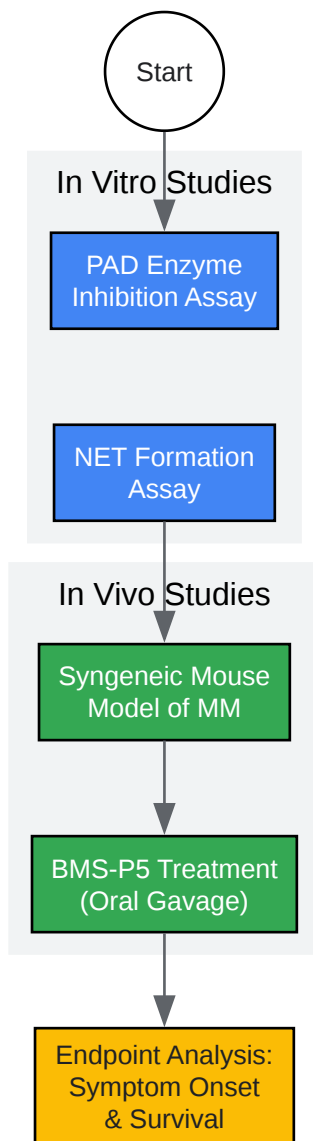 Start
In Vitro Studies
PAD Enzyme
Inhibition Assay
NET Formation
Assay
In Vivo Studies
Syngeneic Mouse
Model of MM
BMS-P5 Treatment
(Oral Gavage)
Endpoint Analysis:
Symptom Onset
& Survival